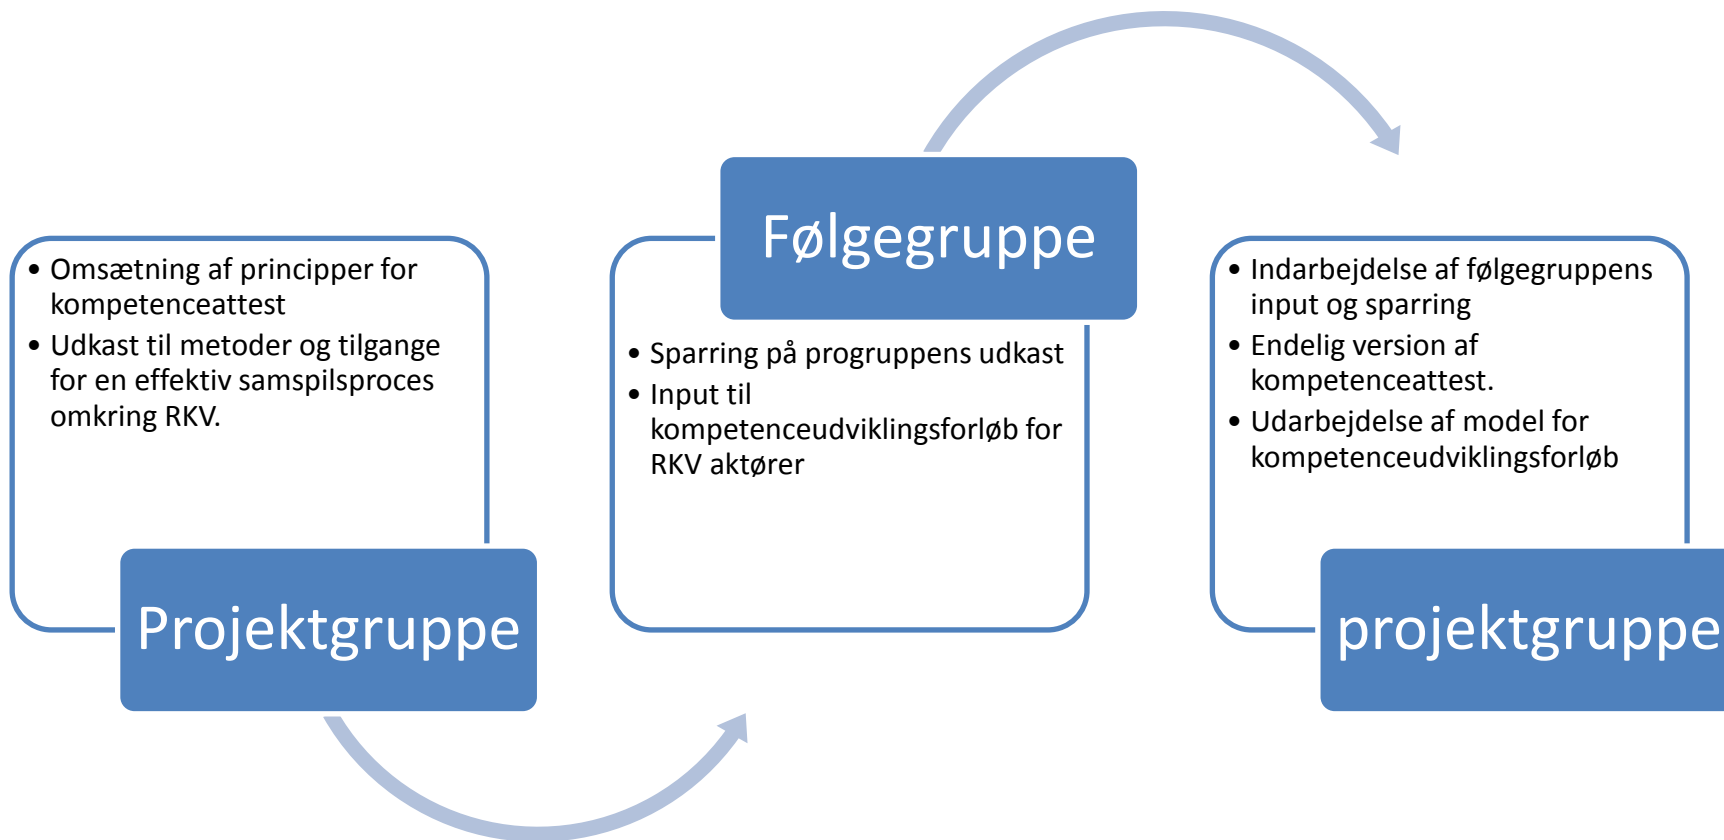 • Omsætning af principper for
kompetenceattest
• Udkast til metoder og tilgange
for en effektiv samspilsproces
omkring RKV.
Projektgruppe
Følgegruppe
• Sparring på progruppens udkast
• Input til
kompetenceudviklingsforløb for
RKV aktører
• Indarbejdelse af følgegruppens
input og sparring
• Endelig version af
kompetenceattest.
• Udarbejdelse af model for
kompetenceudviklingsforløb
projektgruppe